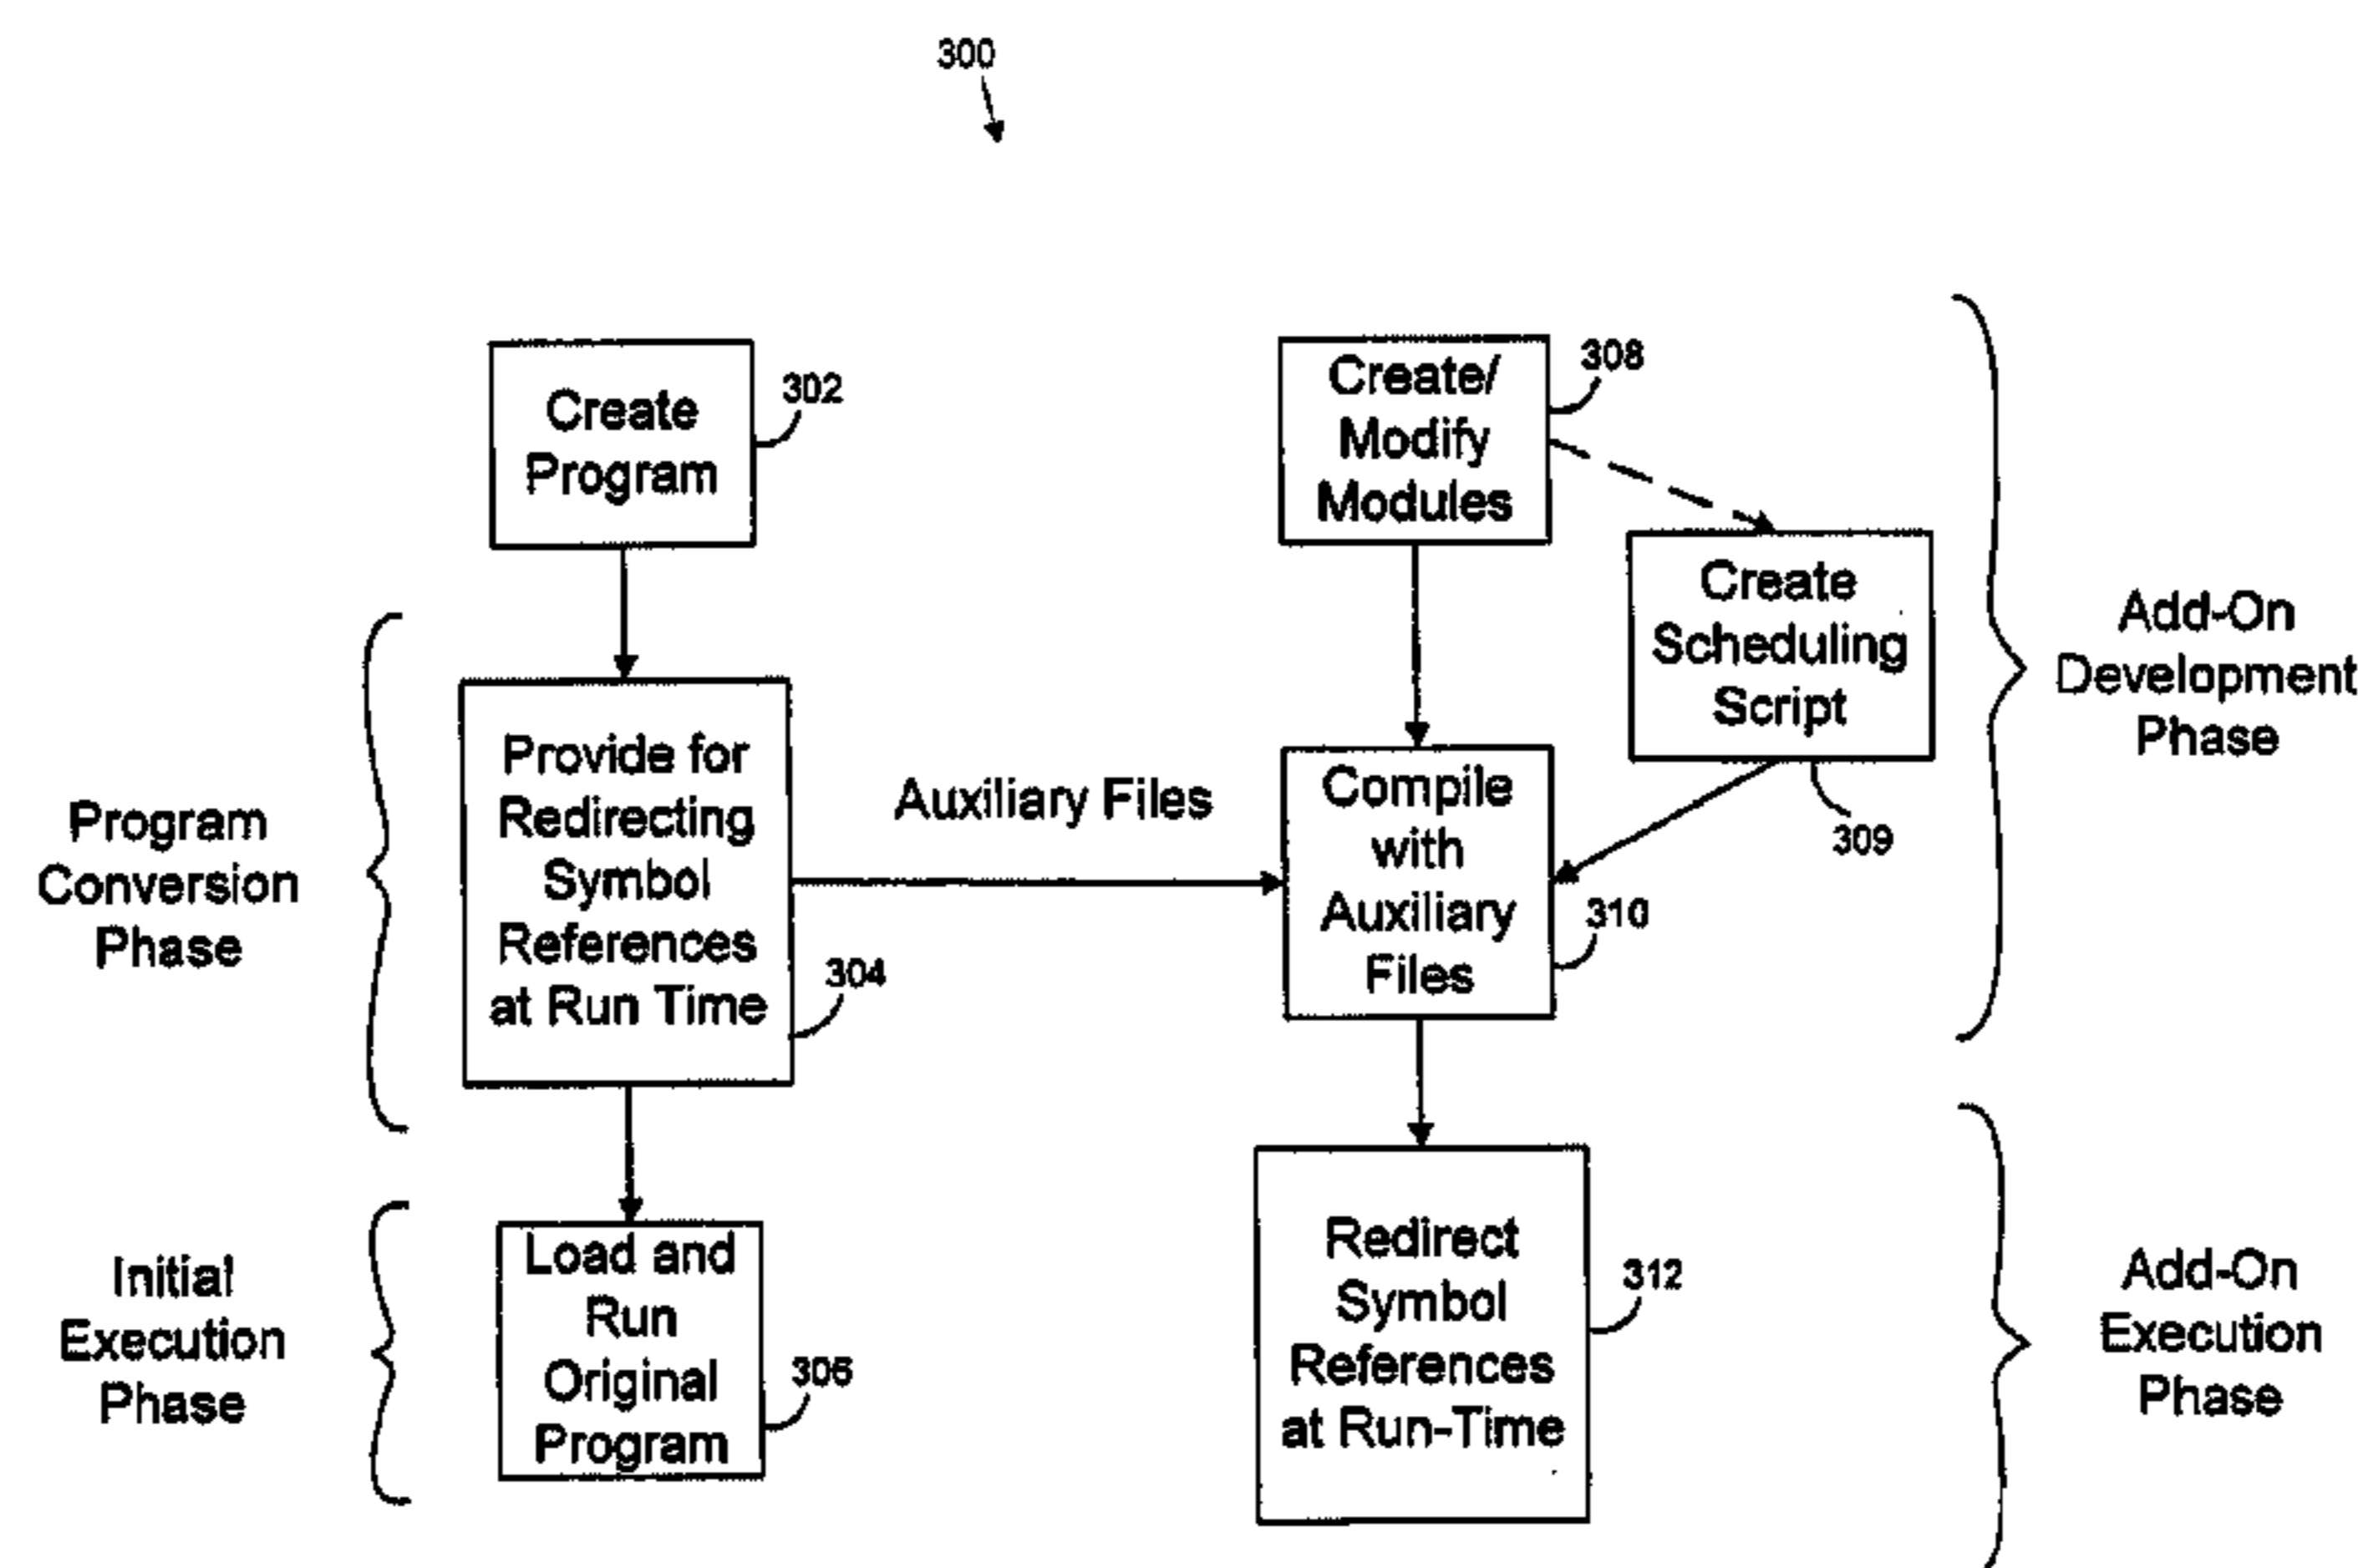 300
Create
Program
302
Program
Conversion
Phase
Provide for
Redirecting
Symbol
References
at Run Time
304
Auxiliary Files
Initial
Execution
Phase
Load and
Run
Original
Program
306
Create/
Modify
Modules
308
Create
Scheduling
Script
309
Compile
with
Auxiliary
Files
310
Add-On
Development
Phase
Redirect
Symbol
References
at Run-Time
312
Add-On
Execution
Phase